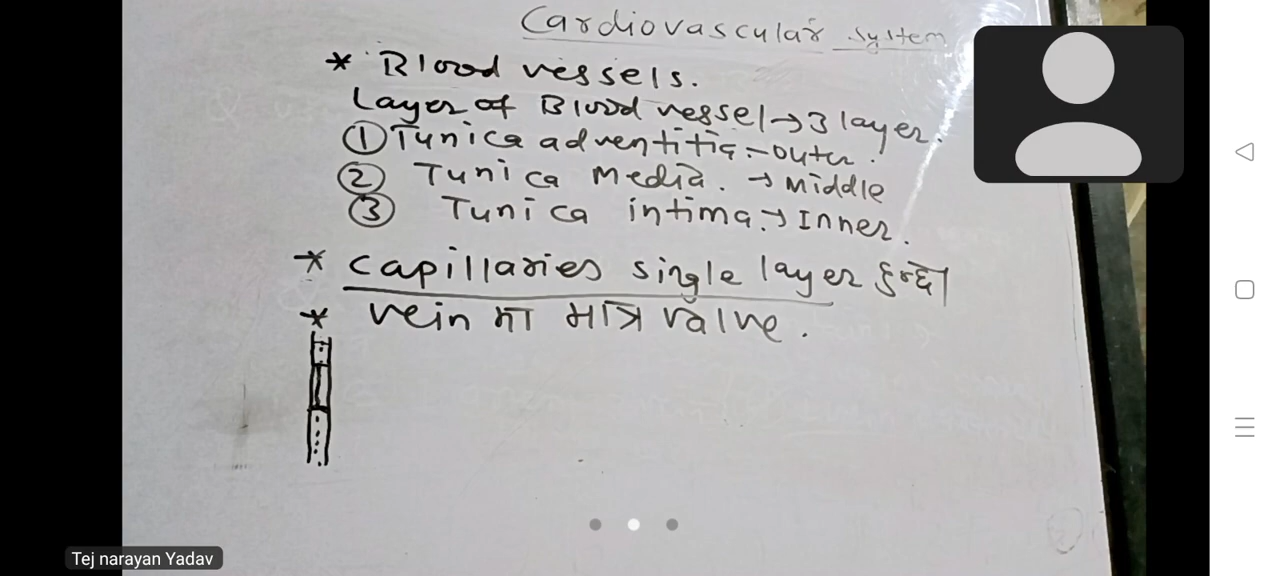 Cardiovascular system
* Blood vessels.
Layer of Blood vessel → 3 layer.
① Tunica adventitia :- outer.
② Tunica Media. → Middle
③ Tunica intima. → Inner.
* Capillaries single layer हुन्छे
* vein मा मात्र valve.
Tej narayan Yadav